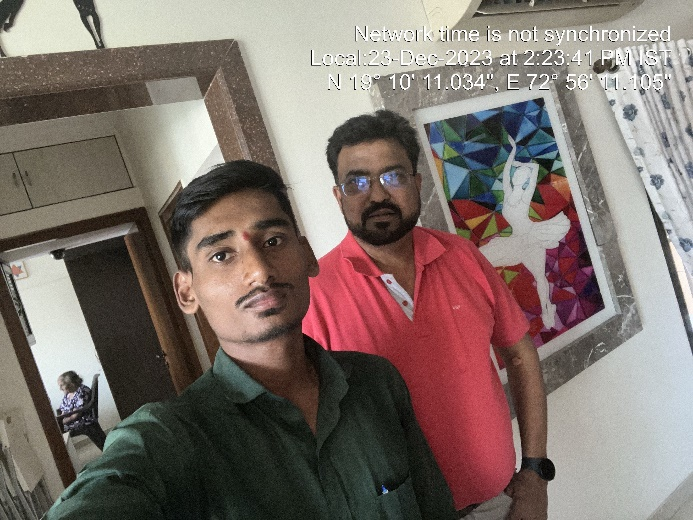 Network time is not synchronized
Local:23-Dec-2023 at 2:23:41 PM IST
N 19° 10' 11.034", E 72° 56' 11.105"